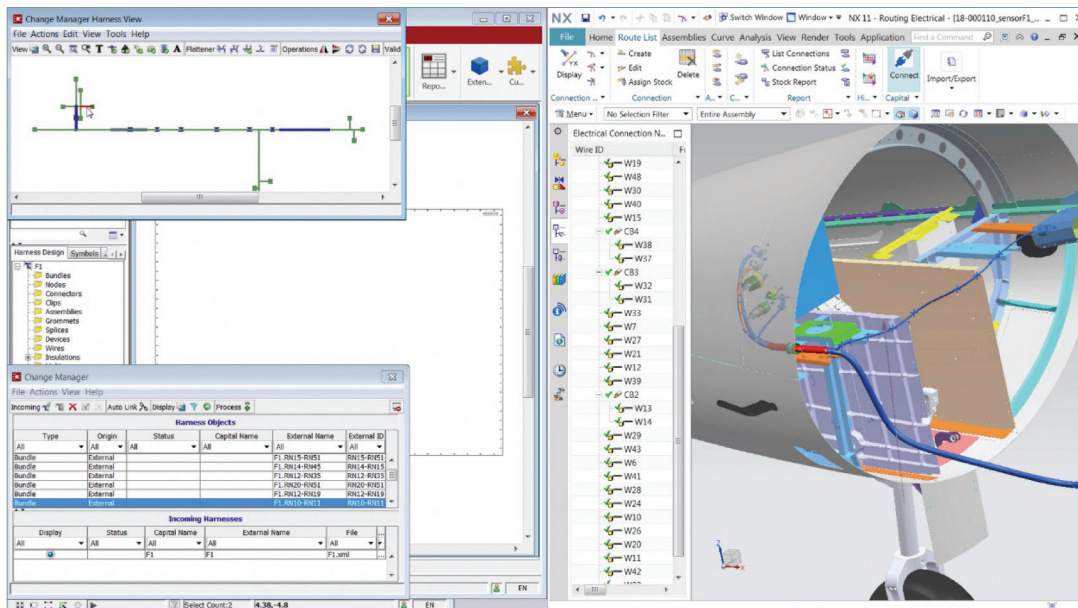 Change Manager Harness View
File Actions Edit View Tools Help
View
Flattener
Operations
Valid
Repo...
Exten...
Cu...
Harness Design Symbols
F1
Bundles
Nodes
Connectors
Clips
Assemblies
Grommets
Splices
Devices
Wires
Insulations
Change Manager
File Actions View Help
Incoming Auto Link Display Process
Harness Objects
Type Origin Status Capital Name External Name External ID
All All All All All All
Bundle External F1.RN15-RN51 RN15-RN51
Bundle External F1.RN14-RN45 RN14-RN15
Bundle External F1.RN12-RN35 RN12-RN35
Bundle External F1.RN20-RN51 RN20-RN51
Bundle External F1.RN12-RN19 RN12-RN19
Bundle External F1.RN10-RN11 RN10-RN11
Incoming Harnesses
Display Status Capital Name External Name File ...
All All All All All
F1 F1 F1.xml ...
EN
Select Count:2 4.38,-4.8 EN
NX Switch Window Window NX 11 - Routing Electrical - [18-000110_sensorF1_...
File Home Route List Assemblies Curve Analysis View Render Tools Application Find a Command
Display
Create
Edit
Assign Stock
Delete
List Connections
Connection Status
Stock Report
Connect
Import/Export
Connection ... Connection A... C... Report Hi... Capital
Menu No Selection Filter Entire Assembly
Electrical Connection N...
Wire ID
W19
W48
W30
W40
W15
CB4
W38
W37
CB3
W32
W31
W33
W7
W27
W21
W12
W39
CB2
W13
W14
W29
W43
W6
W41
W28
W24
W10
W26
W20
W11
W42
Z
X